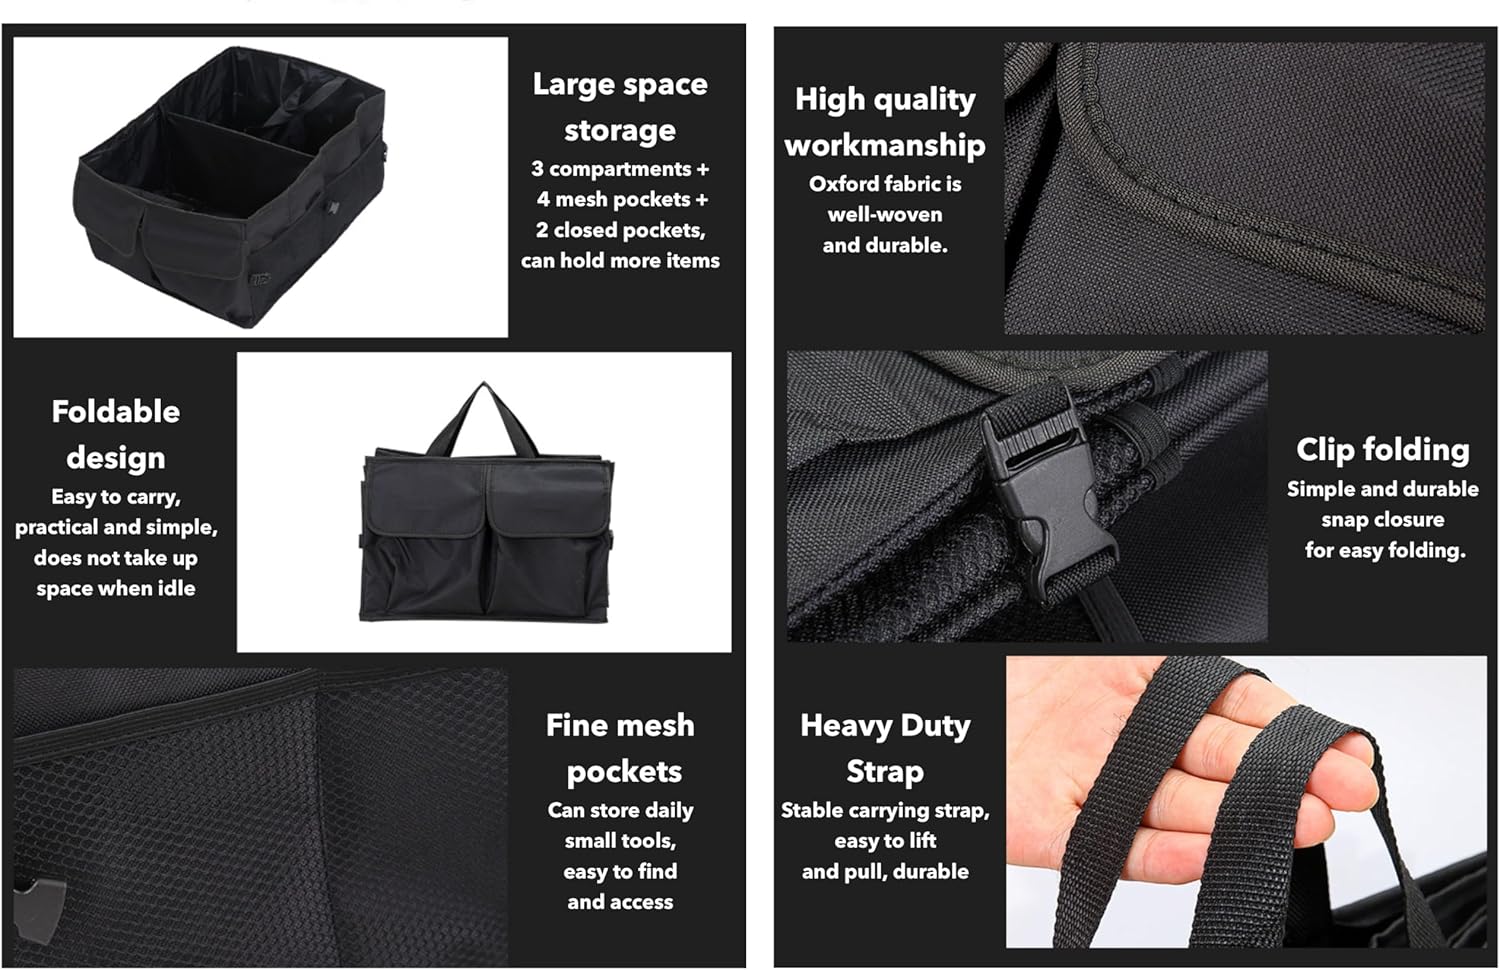 Large space
storage
3 compartments +
4 mesh pockets +
2 closed pockets,
can hold more items
Foldable
design
Easy to carry,
practical and simple,
does not take up
space when idle
Fine mesh
pockets
Can store daily
small tools,
easy to find
and access
High quality
workmanship
Oxford fabric is
well-woven
and durable.
Clip folding
Simple and durable
snap closure
for easy folding.
Heavy Duty
Strap
Stable carrying strap,
easy to lift
and pull, durable